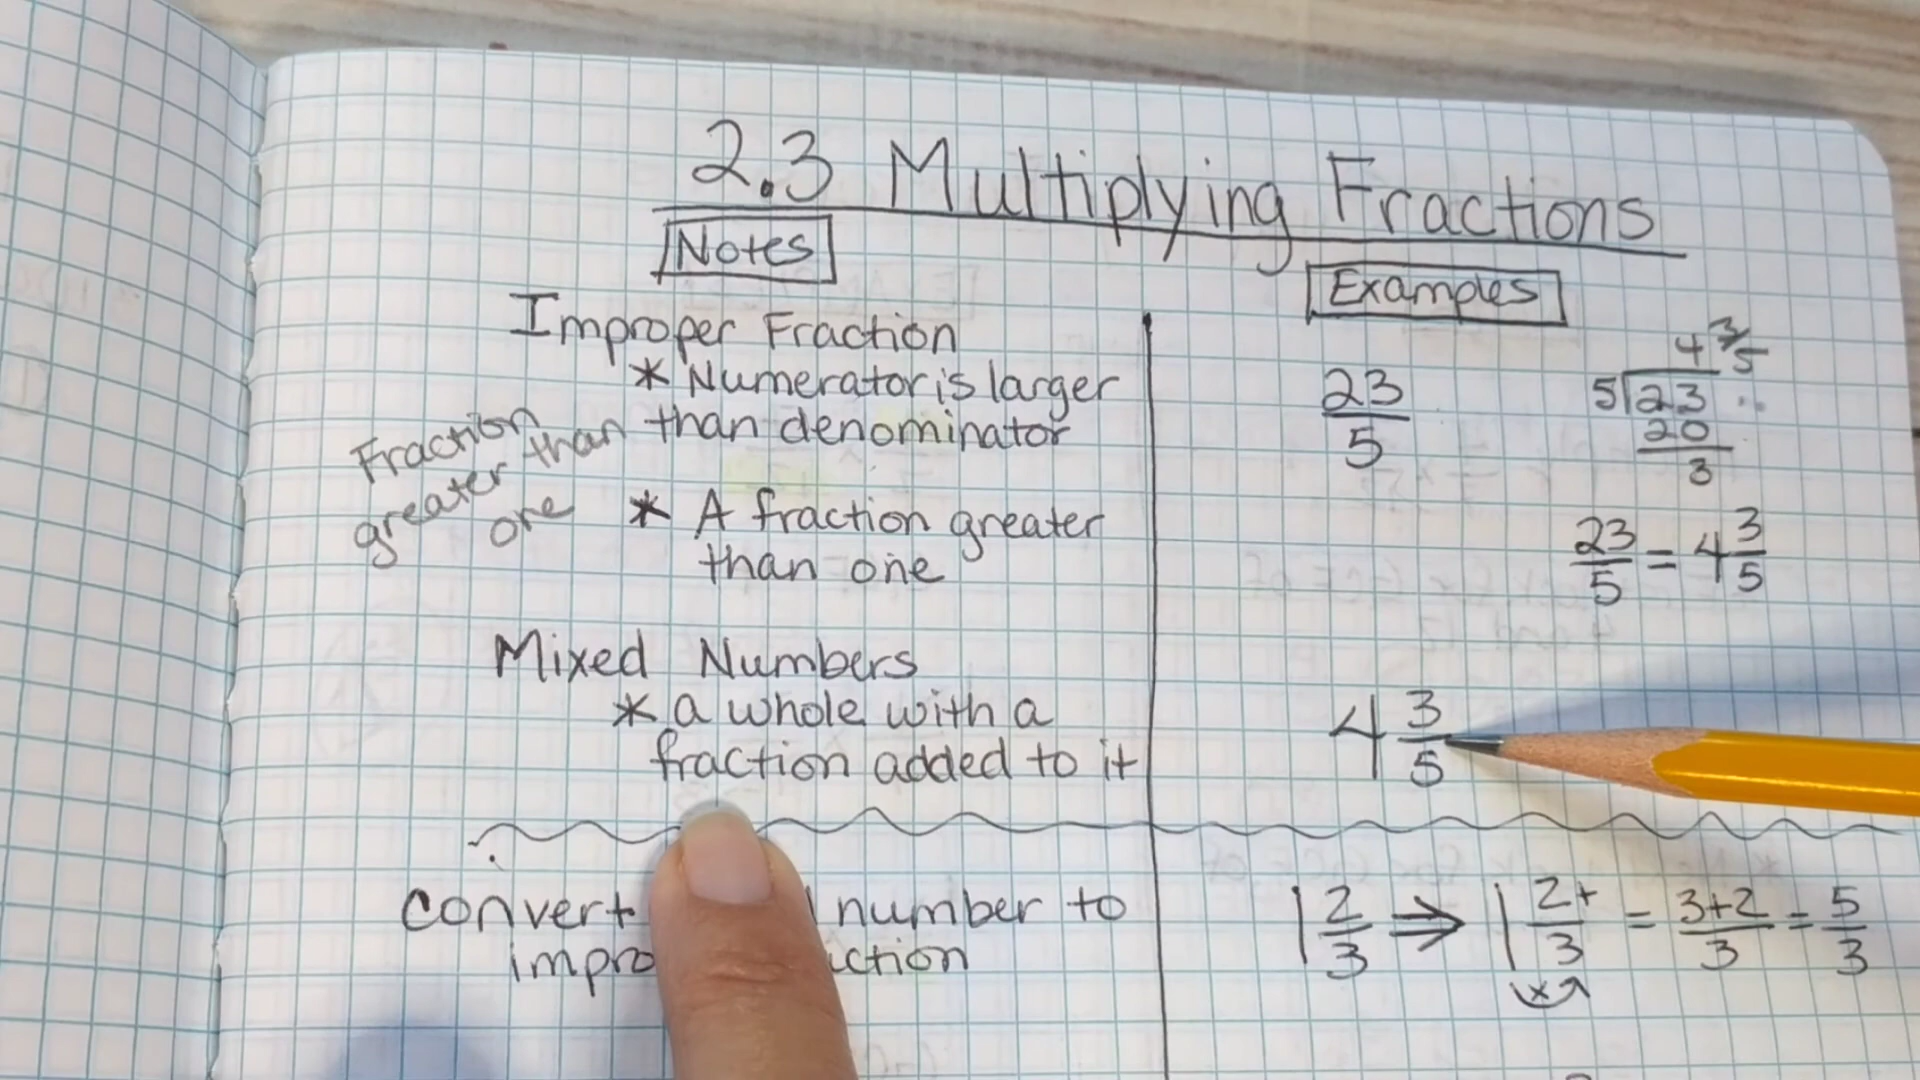 2.3 Multiplying Fractions
Notes
Examples
Improper Fraction
* Numerator is larger
than denominator
Fraction
greater than
one
* A fraction greater
than one
23/5
4 3/5
5)23
20
3
23/5 = 4 3/5
Mixed Numbers
* a whole with a
fraction added to it
4 3/5
Convert number to
1 2/3 ⇒ 1 2+/3 = 3+2/3 = 5/3
x